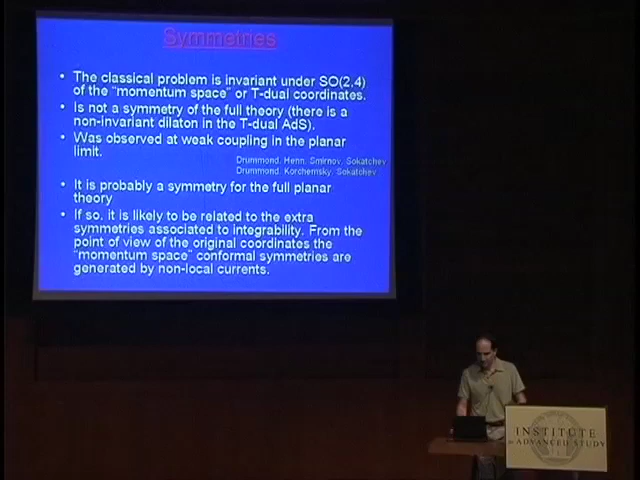 Symmetries
• The classical problem is invariant under SO(2,4)
of the "momentum space" or T-dual coordinates.
• Is not a symmetry of the full theory (there is a
non-invariant dilaton in the T-dual AdS).
• Was observed at weak coupling in the planar
limit.
Drummond, Henn, Smirnov, Sokatchev
Drummond, Korchemsky, Sokatchev
• It is probably a symmetry for the full planar
theory
• If so, it is likely to be related to the extra
symmetries associated to integrability. From the
point of view of the original coordinates the
"momentum space" conformal symmetries are
generated by non-local currents.
INSTITUTE
for ADVANCED STUDY